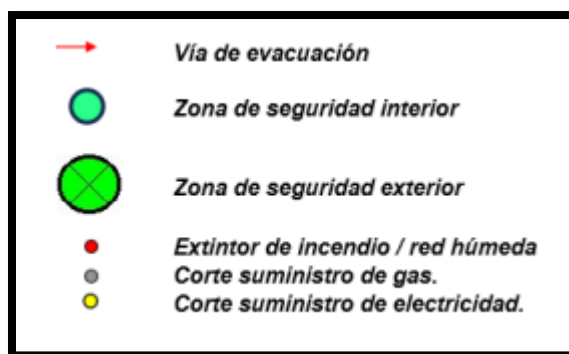 Vía de evacuación
Zona de seguridad interior
Zona de seguridad exterior
Extintor de incendio / red húmeda
Corte suministro de gas.
Corte suministro de electricidad.